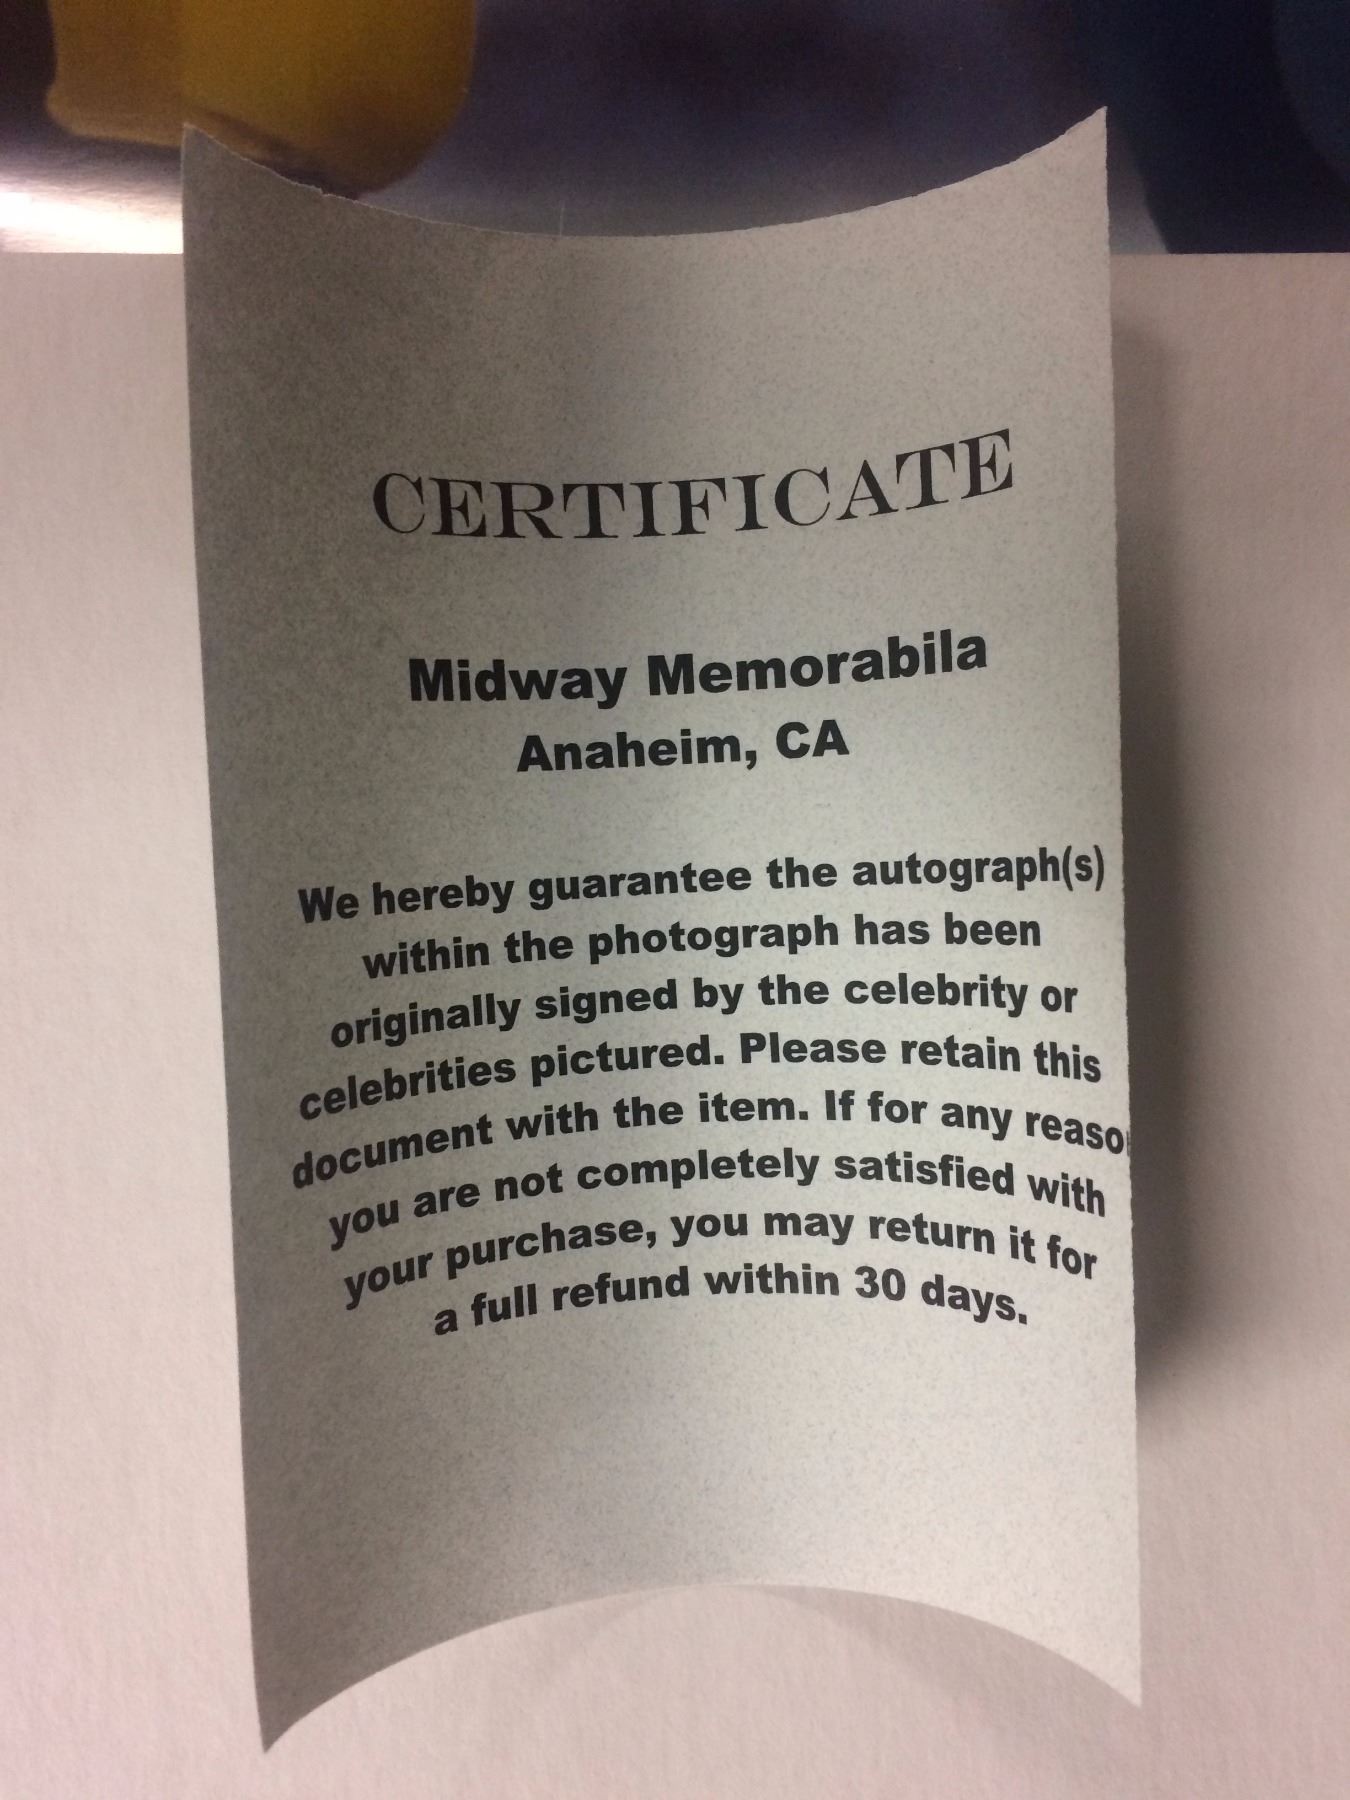 CERTIFICATE
Midway Memorabila
Anaheim, CA
We hereby guarantee the autograph(s)
within the photograph has been
originally signed by the celebrity or
celebrities pictured. Please retain this
document with the item. If for any reaso
you are not completely satisfied with
your purchase, you may return it for
a full refund within 30 days.